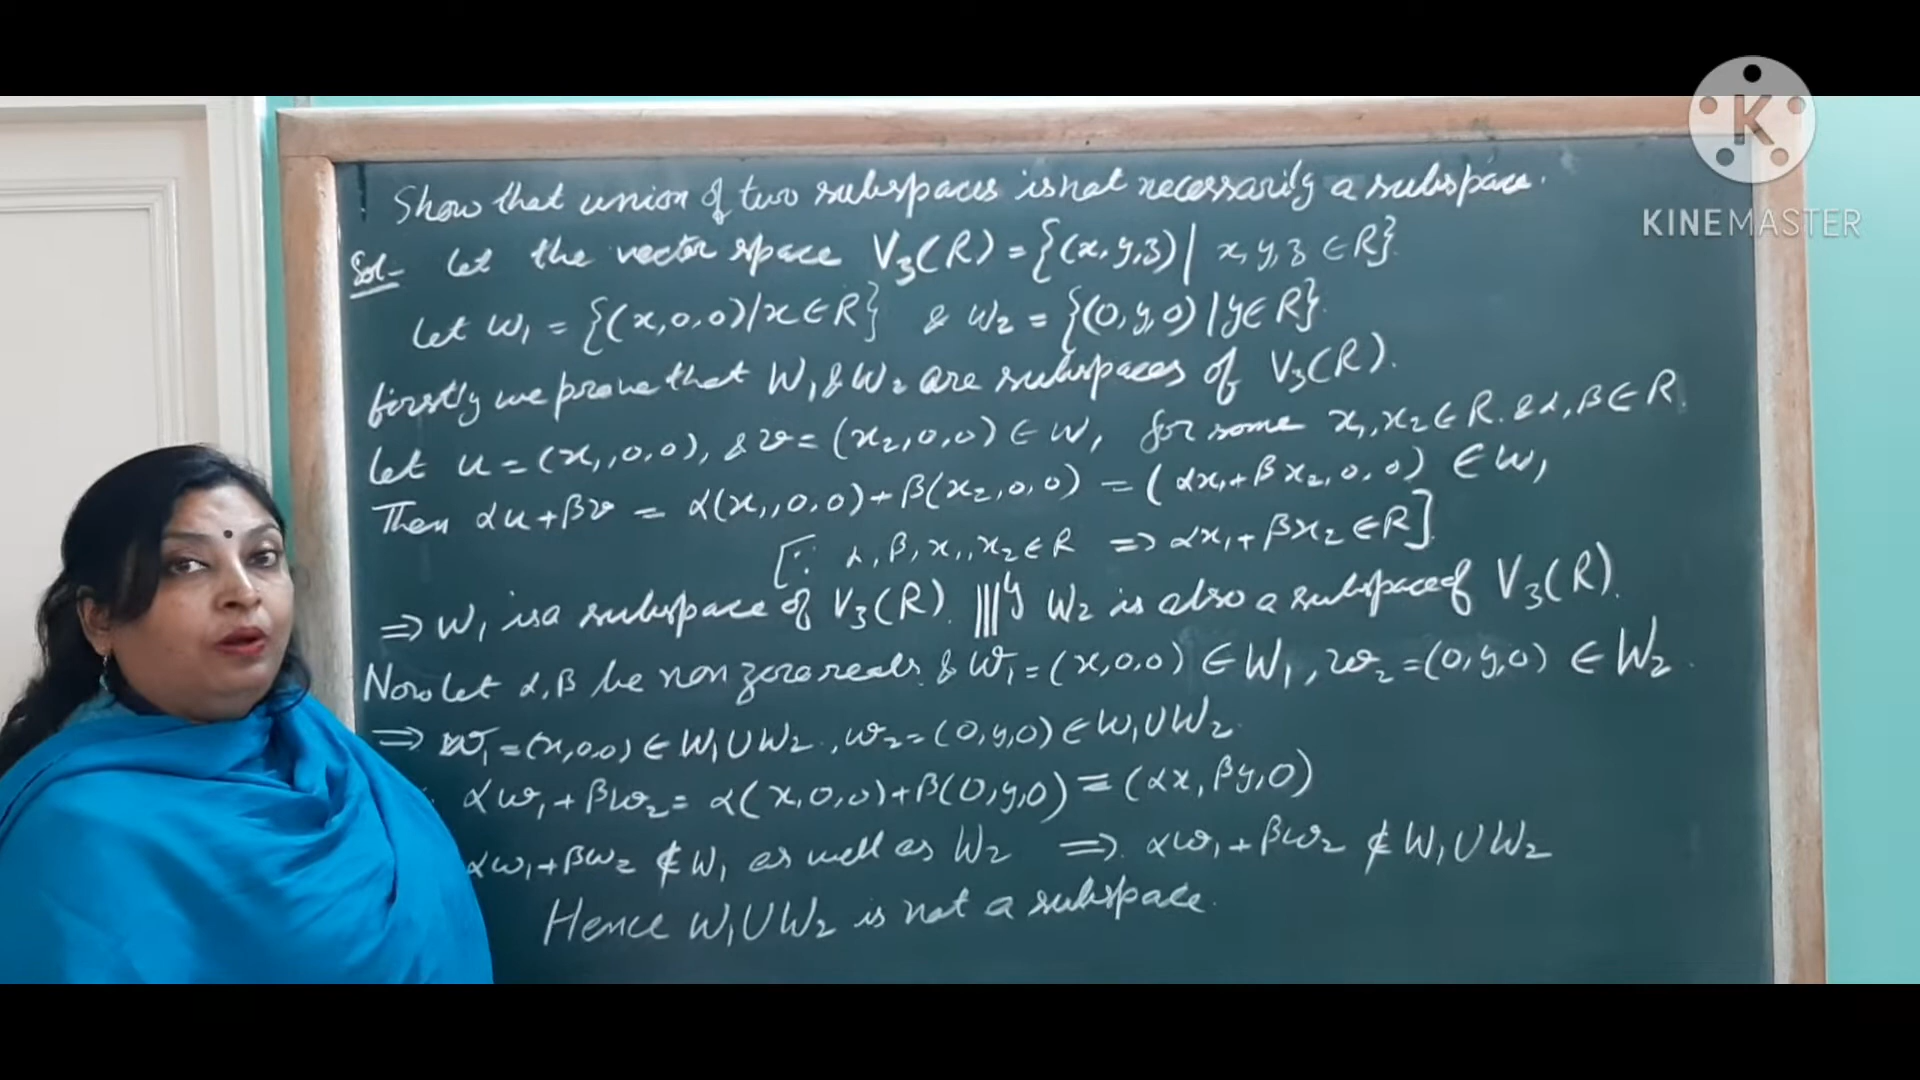 Show that union of two subspaces is not necessarily a subspace.
Sol- Let the vector space V₃(R) = {(x, y, z) | x, y, z ∈ R}
Let W₁ = {(x, 0, 0) | x ∈ R} & W₂ = {(0, y, 0) | y ∈ R}.
firstly we prove that W₁ & W₂ are subspaces of V₃(R).
Let u = (x₁, 0, 0), & v = (x₂, 0, 0) ∈ W₁ for some x₁, x₂ ∈ R. & α, β ∈ R.
Then αu + βv = α(x₁, 0, 0) + β(x₂, 0, 0) = (αx₁ + βx₂, 0, 0) ∈ W₁
[∵ α, β, x₁, x₂ ∈ R ⇒ αx₁ + βx₂ ∈ R]
⇒ W₁ is a subspace of V₃(R). |||ly W₂ is also a subspace of V₃(R).
Now let α, β be non zero reals. & w₁ = (x, 0, 0) ∈ W₁, w₂ = (0, y, 0) ∈ W₂.
⇒ w₁ = (x, 0, 0) ∈ W₁ ∪ W₂, w₂ = (0, y, 0) ∈ W₁ ∪ W₂.
αw₁ + βw₂ = α(x, 0, 0) + β(0, y, 0) = (αx, βy, 0)
αw₁ + βw₂ ∉ W₁ as well as W₂ ⇒ αw₁ + βw₂ ∉ W₁ ∪ W₂
Hence W₁ ∪ W₂ is not a subspace.
K
KINEMASTER